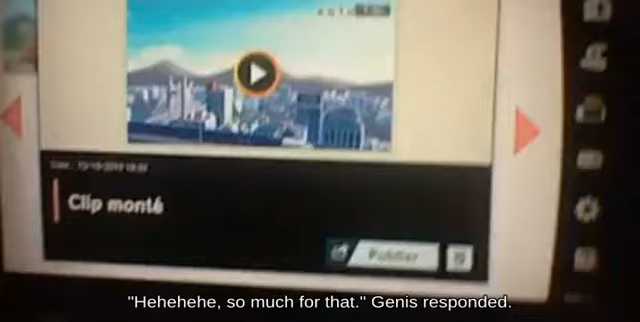 Clip monté
Publier
"Hehehehe, so much for that." Genis responded.